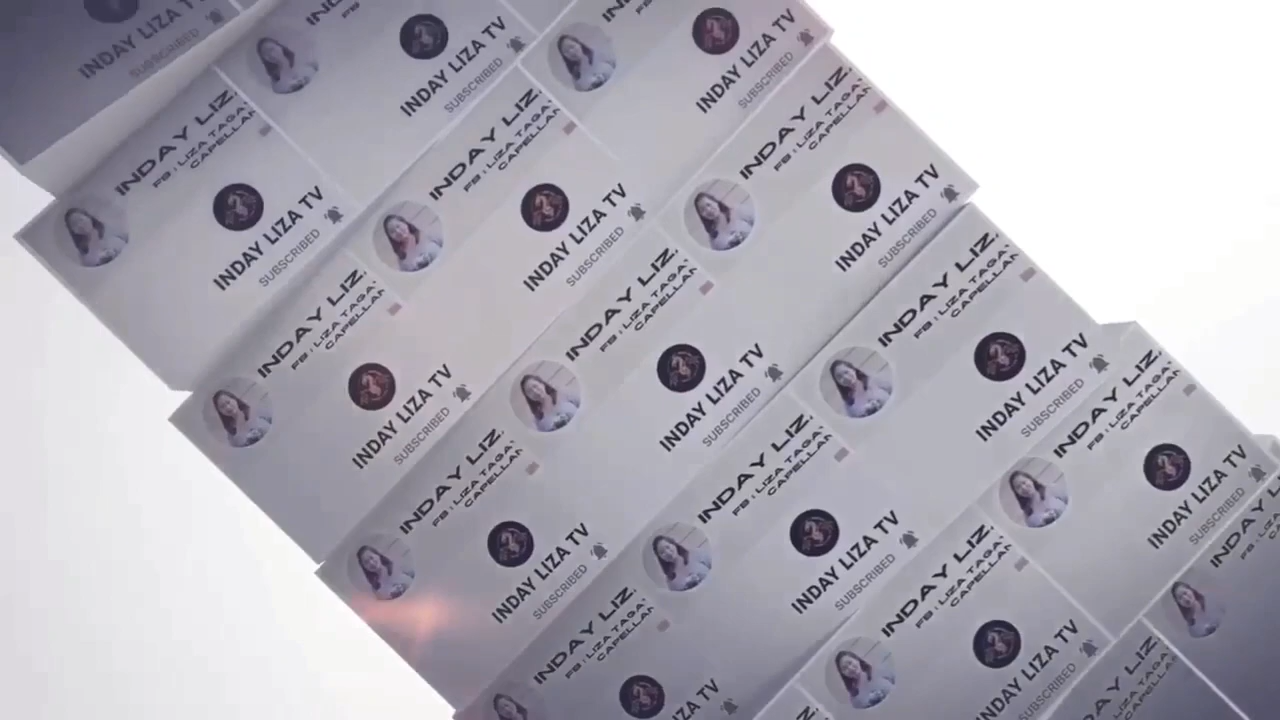 INDAY LIZ
FB : LIZA TAGA
CAPELLAN
INDAY LIZA TV
SUBSCRIBED